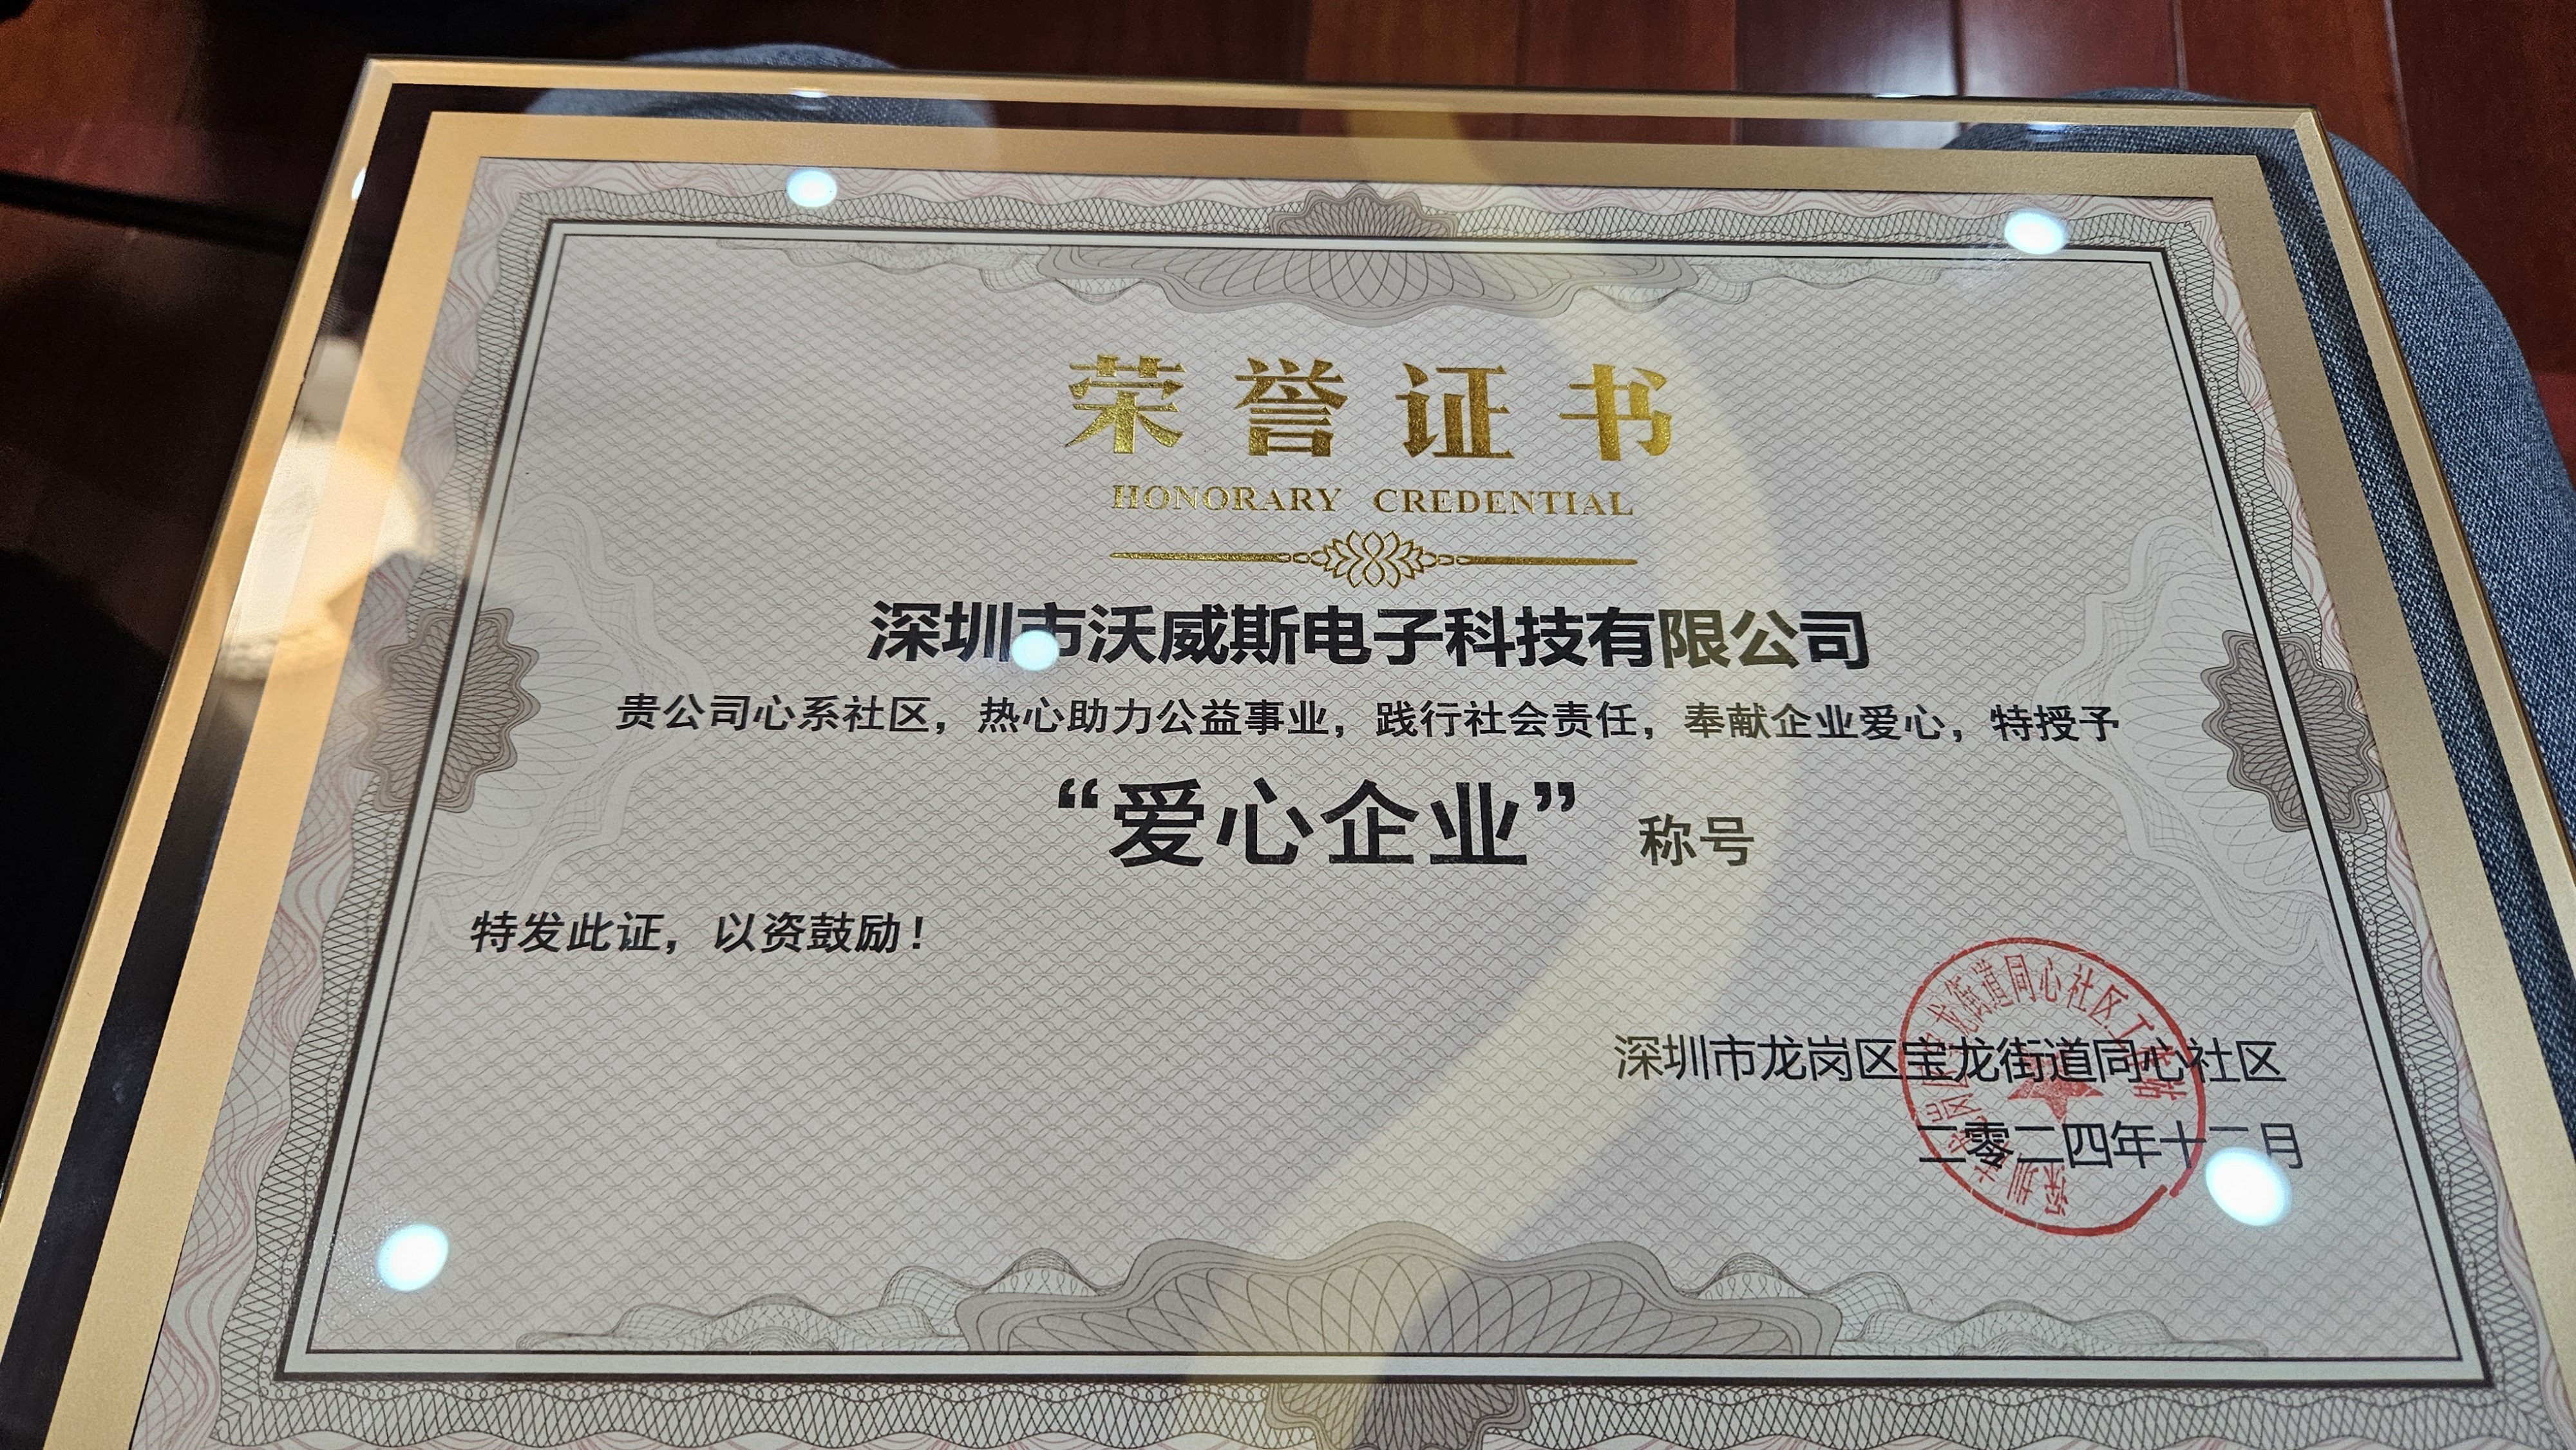 荣誉证书
HONORARY CREDENTIAL
深圳市沃威斯电子科技有限公司
贵公司心系社区，热心助力公益事业，践行社会责任，奉献企业爱心，特授予
“爱心企业” 称号
特发此证，以资鼓励！
深圳市龙岗区宝龙街道同心社区
二零二四年十二月